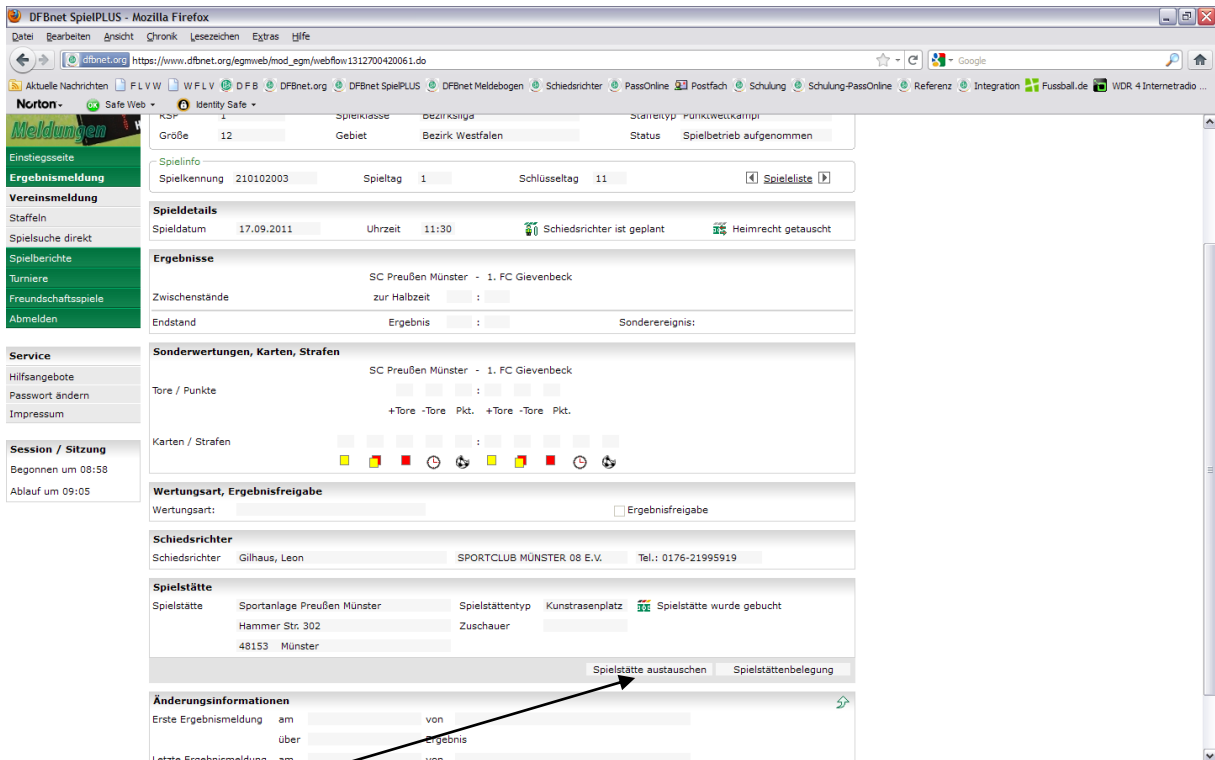 DFBnet SpielPLUS - Mozilla Firefox
Datei Bearbeiten Ansicht Chronik Lesezeichen Extras Hilfe
dfbnet.org https://www.dfbnet.org/egmweb/mod_egm/webflow1312700420061.do
Google
Aktuelle Nachrichten F L V W W F L V D F B DFBnet.org DFBnet SpielPLUS DFBnet Meldebogen Schiedsrichter PassOnline Postfach Schulung Schulung-PassOnline Referenz Integration Fussball.de WDR 4 Internetradio ...
Norton Safe Web Identity Safe
Meldungen
KSP 1 Spielklasse Bezirksliga Staffeltyp Punktwettkampf
Größe 12 Gebiet Bezirk Westfalen Status Spielbetrieb aufgenommen
Einstiegsseite
Ergebnismeldung
Vereinsmeldung
Staffeln
Spielsuche direkt
Spielberichte
Turniere
Freundschaftsspiele
Abmelden
Service
Hilfsangebote
Passwort ändern
Impressum
Session / Sitzung
Begonnen um 08:58
Ablauf um 09:05
Spielinfo
Spielkennung 210102003 Spieltag 1 Schlüsseltag 11 Spieleliste
Spieldetails
Spieldatum 17.09.2011 Uhrzeit 11:30 Schiedsrichter ist geplant Heimrecht getauscht
Ergebnisse
SC Preußen Münster - 1. FC Gievenbeck
Zwischenstände zur Halbzeit :
Endstand Ergebnis : Sonderereignis:
Sonderwertungen, Karten, Strafen
SC Preußen Münster - 1. FC Gievenbeck
Tore / Punkte :
+Tore -Tore Pkt. +Tore -Tore Pkt.
Karten / Strafen :
Wertungsart, Ergebnisfreigabe
Wertungsart: Ergebnisfreigabe
Schiedsrichter
Schiedsrichter Gilhaus, Leon SPORTCLUB MÜNSTER 08 E.V. Tel.: 0176-21995919
Spielstätte
Spielstätte Sportanlage Preußen Münster Spielstättentyp Kunstrasenplatz Spielstätte wurde gebucht
Hammer Str. 302 Zuschauer
48153 Münster
Spielstätte austauschen Spielstättenbelegung
Änderungsinformationen
Erste Ergebnismeldung am von
über Ergebnis
Letzte Ergebnismeldung am von